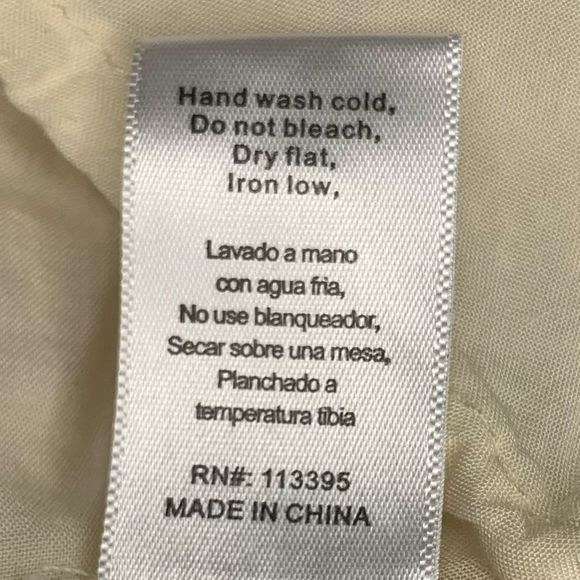 Hand wash cold,
Do not bleach,
Dry flat,
Iron low,
Lavado a mano
con agua fria,
No use blanqueador,
Secar sobre una mesa,
Planchado a
temperatura tibia
RN#: 113395
MADE IN CHINA